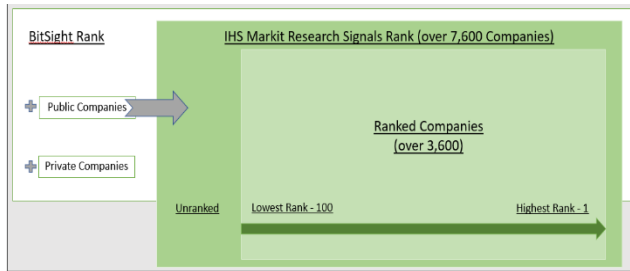 BitSight Rank
IHS Markit Research Signals Rank (over 7,600 Companies)
Public Companies
Ranked Companies
(over 3,600)
Private Companies
Unranked
Lowest Rank - 100
Highest Rank - 1